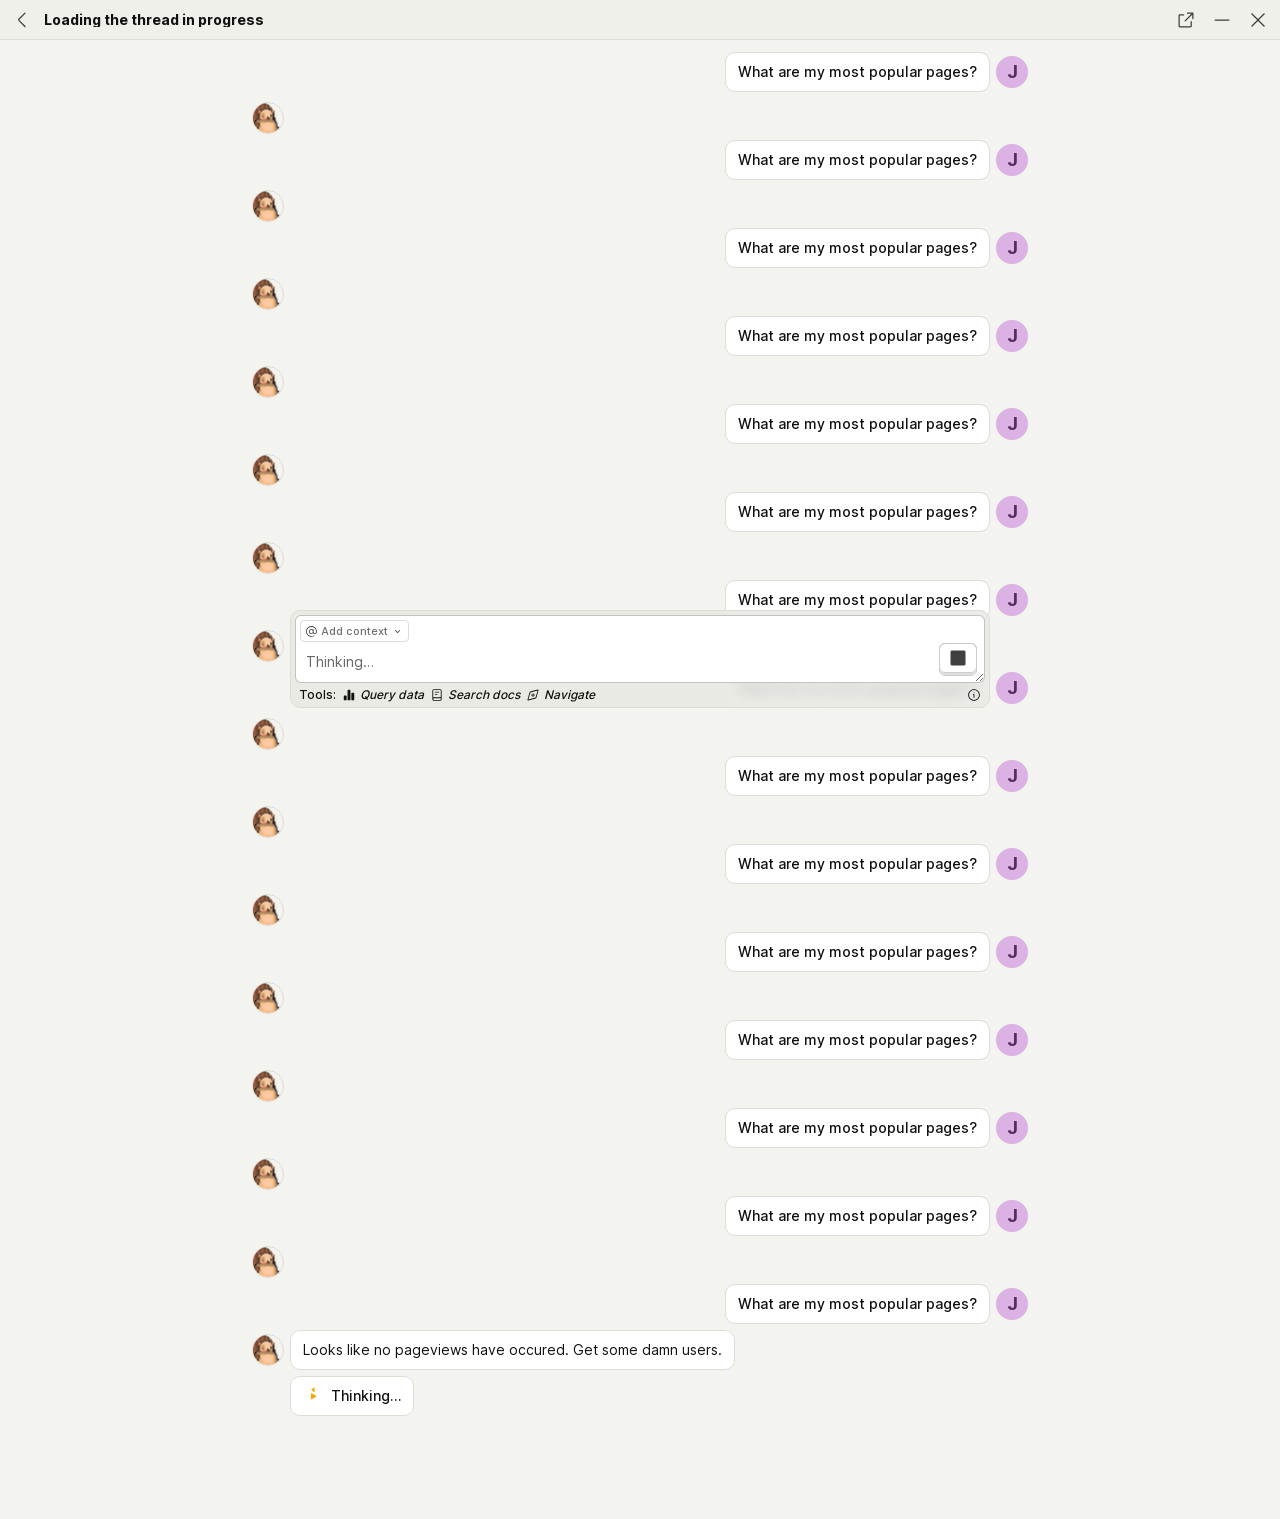 Loading the thread in progress
What are my most popular pages?
J
What are my most popular pages?
J
What are my most popular pages?
J
What are my most popular pages?
J
What are my most popular pages?
J
What are my most popular pages?
J
What are my most popular pages?
J
@ Add context
Thinking...
J
Tools: Query data Search docs Navigate
What are my most popular pages?
J
What are my most popular pages?
J
What are my most popular pages?
J
What are my most popular pages?
J
What are my most popular pages?
J
What are my most popular pages?
J
What are my most popular pages?
J
Looks like no pageviews have occured. Get some damn users.
Thinking...